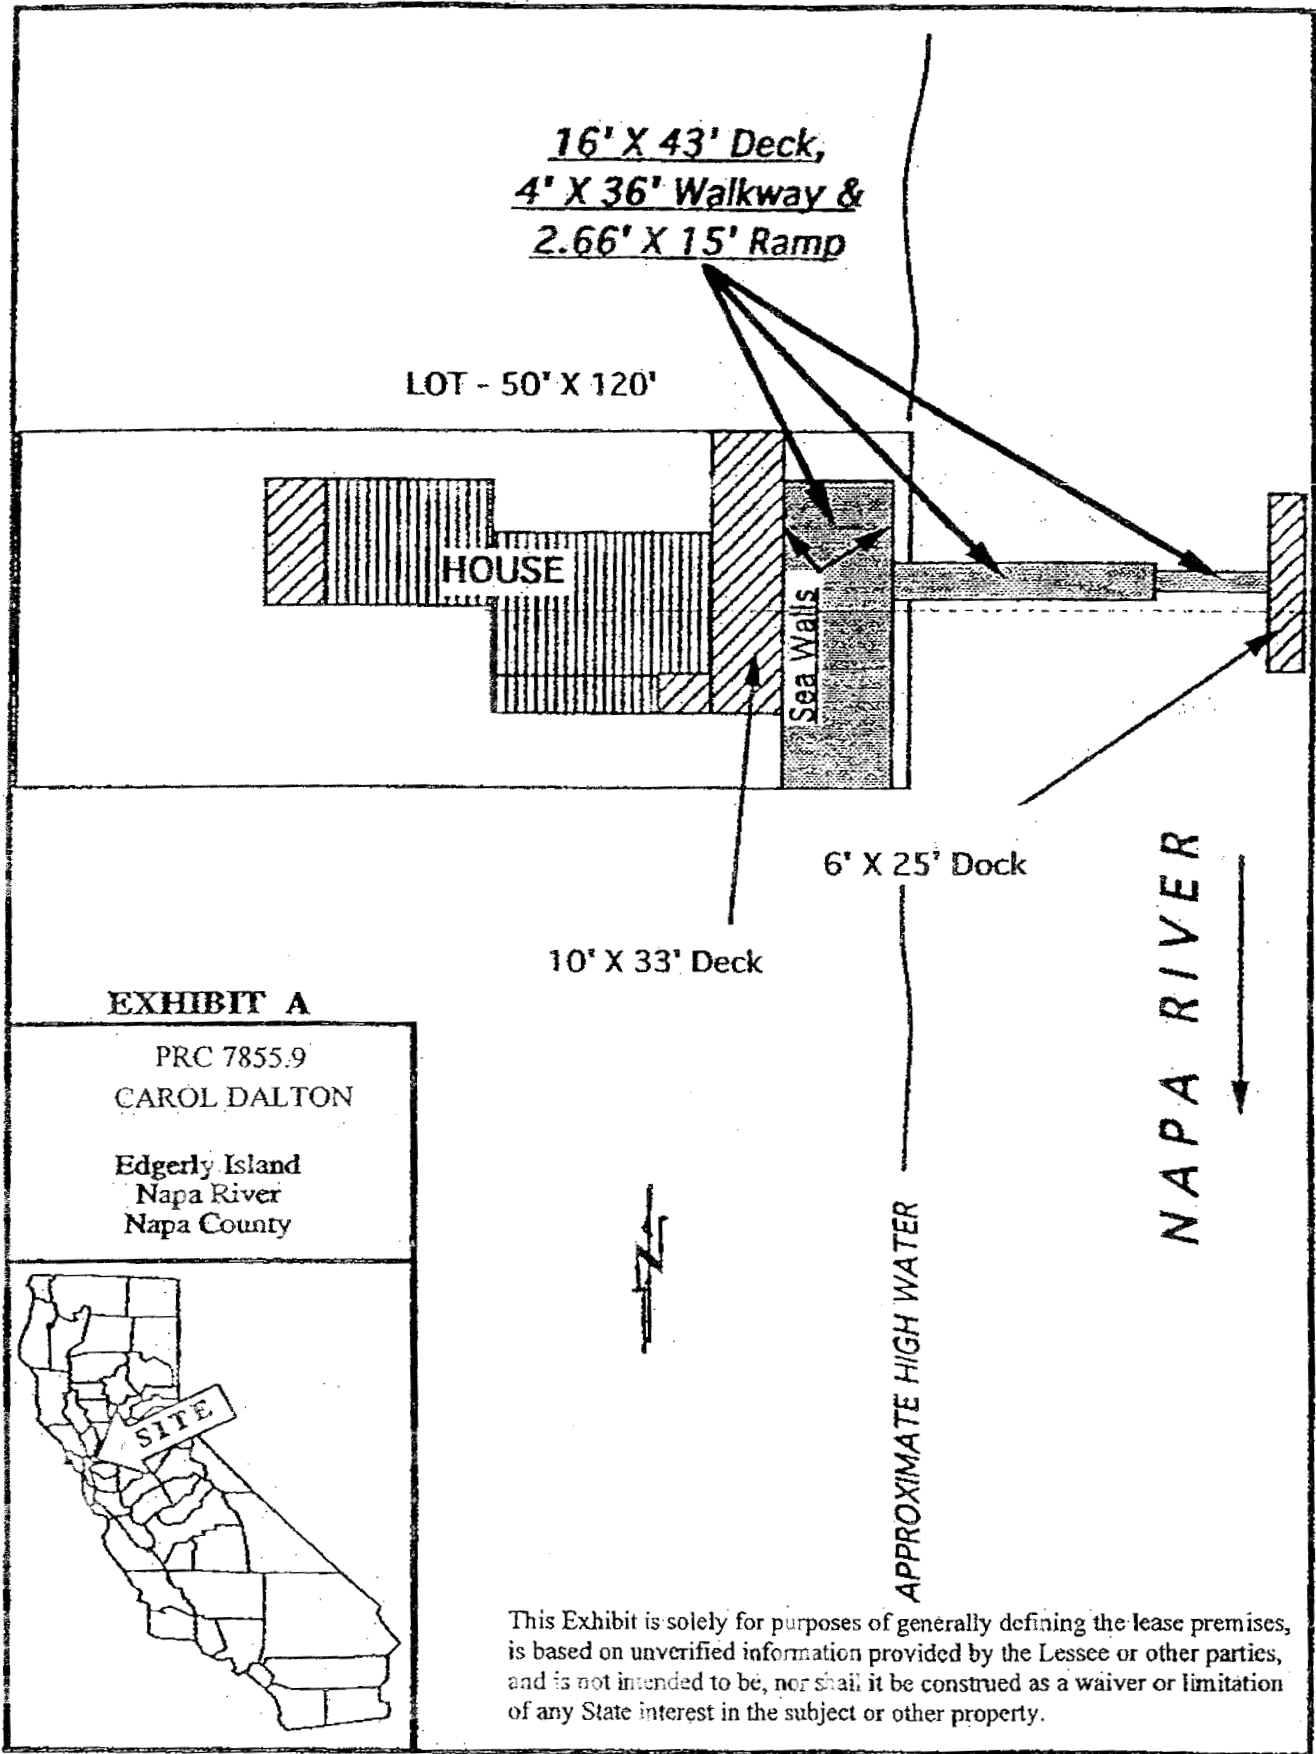 16' X 43' Deck,
4' X 36' Walkway &
2.66' X 15' Ramp
LOT - 50' X 120'
HOUSE
Sea Walls
6' X 25' Dock
10' X 33' Deck
NAPA RIVER
EXHIBIT A
PRC 7855.9
CAROL DALTON
Edgerly Island
Napa River
Napa County
SITE
APPROXIMATE HIGH WATER
This Exhibit is solely for purposes of generally defining the lease premises,
is based on unverified information provided by the Lessee or other parties,
and is not intended to be, nor shall it be construed as a waiver or limitation
of any State interest in the subject or other property.